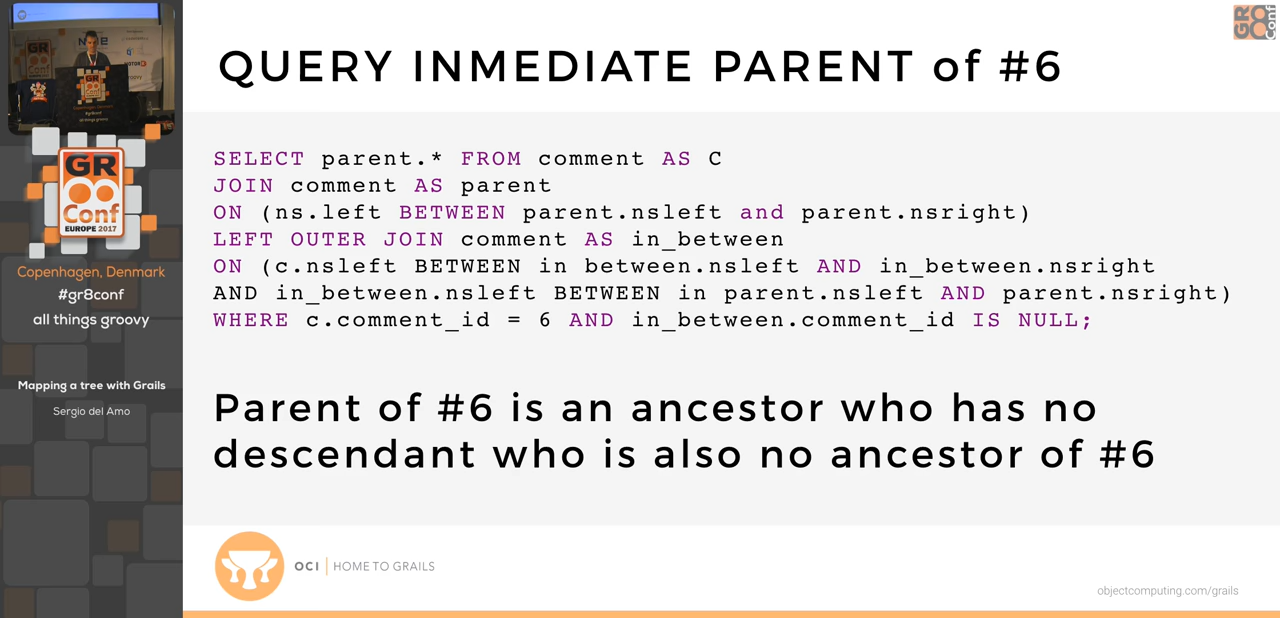 GR8Conf
QUERY INMEDIATE PARENT of #6
SELECT parent.* FROM comment AS C
JOIN comment AS parent
ON (ns.left BETWEEN parent.nsleft and parent.nsright)
LEFT OUTER JOIN comment AS in_between
ON (c.nsleft BETWEEN in between.nsleft AND in_between.nsright
AND in_between.nsleft BETWEEN in parent.nsleft AND parent.nsright)
WHERE c.comment_id = 6 AND in_between.comment_id IS NULL;
Parent of #6 is an ancestor who has no
descendant who is also no ancestor of #6
GR8
Conf
EUROPE 2017
Copenhagen, Denmark
#gr8conf
all things groovy
Mapping a tree with Grails
Sergio del Amo
OCI | HOME TO GRAILS
objectcomputing.com/grails